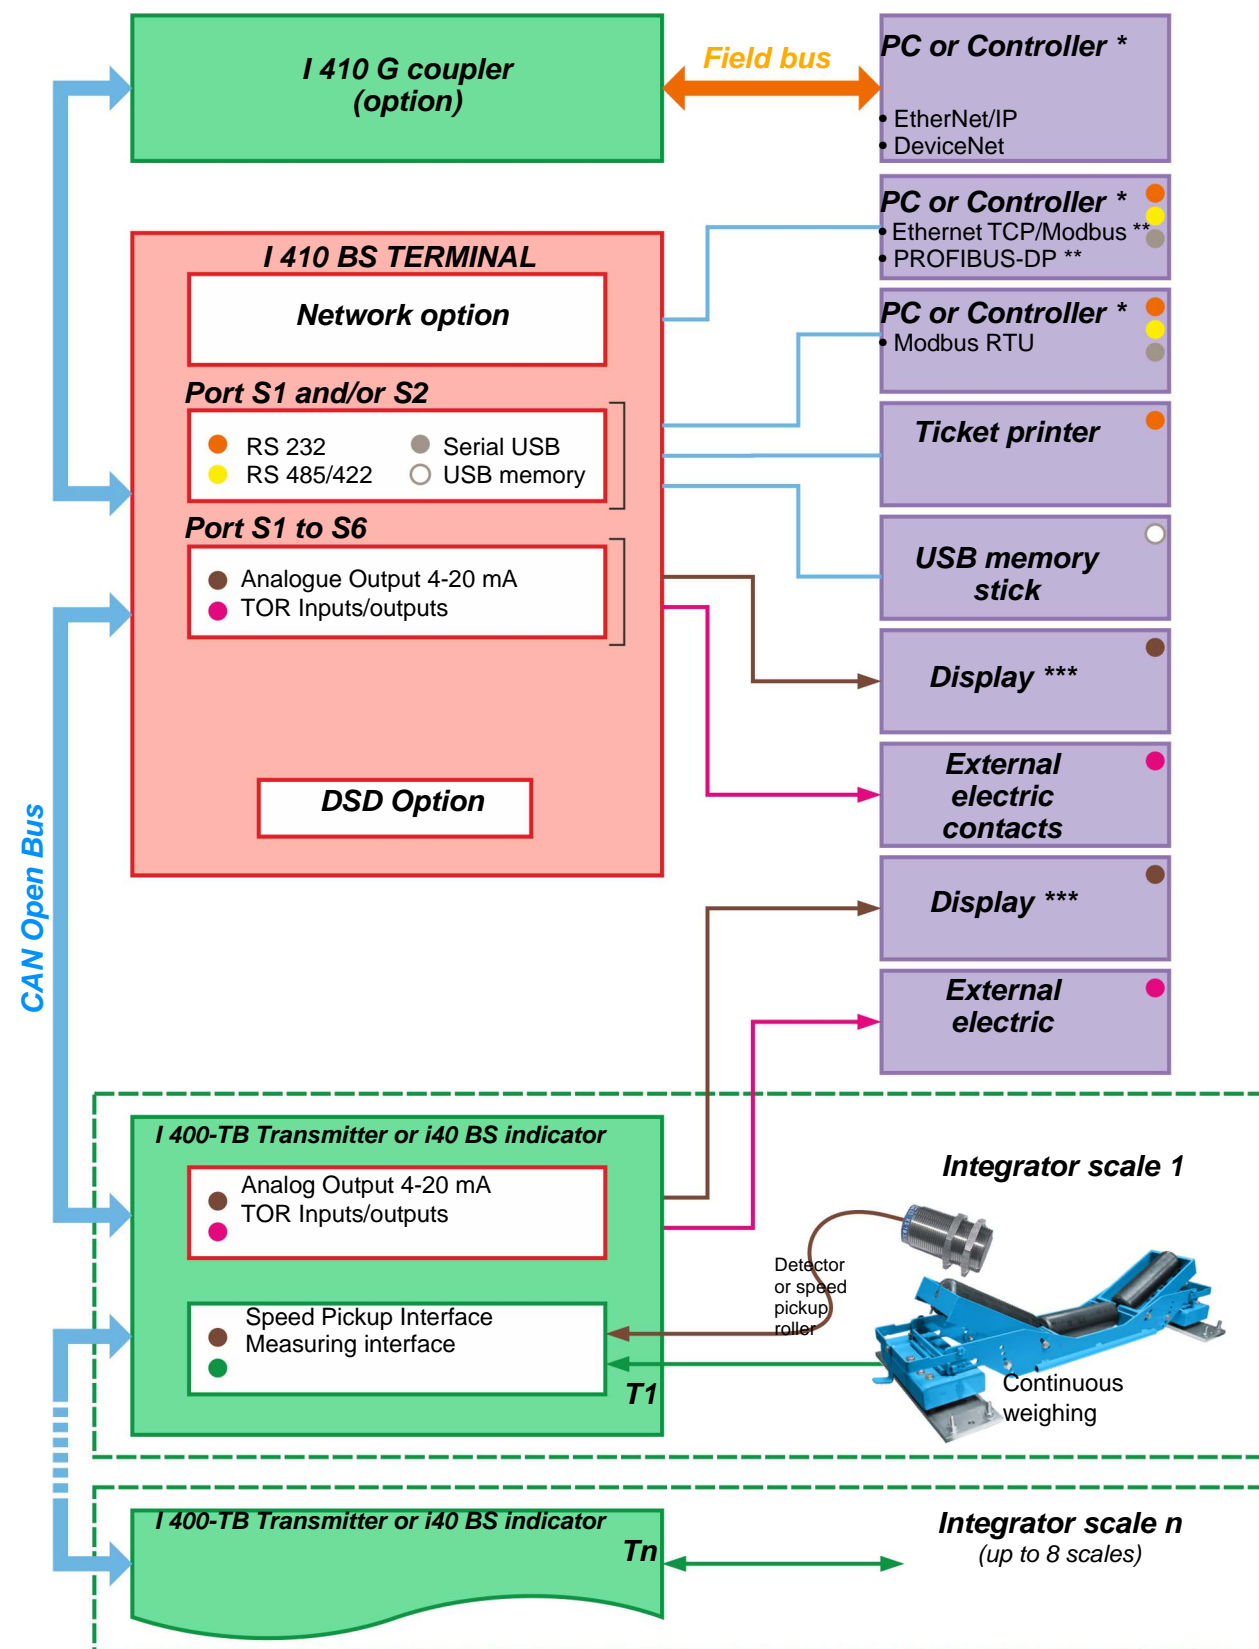 I 410 G coupler
(option)
Field bus
PC or Controller *
• EtherNet/IP
• DeviceNet
PC or Controller *
• Ethernet TCP/Modbus **
• PROFIBUS-DP **
I 410 BS TERMINAL
Network option
PC or Controller *
• Modbus RTU
Port S1 and/or S2
RS 232
Serial USB
RS 485/422
USB memory
Ticket printer
Port S1 to S6
Analogue Output 4-20 mA
TOR Inputs/outputs
USB memory
stick
Display ***
DSD Option
External
electric
contacts
CAN Open Bus
Display ***
External
electric
I 400-TB Transmitter or i40 BS indicator
Analog Output 4-20 mA
TOR Inputs/outputs
Integrator scale 1
Detector
or speed
pickup
roller
Speed Pickup Interface
Measuring interface
T1
Continuous
weighing
I 400-TB Transmitter or i40 BS indicator
Tn
Integrator scale n
(up to 8 scales)